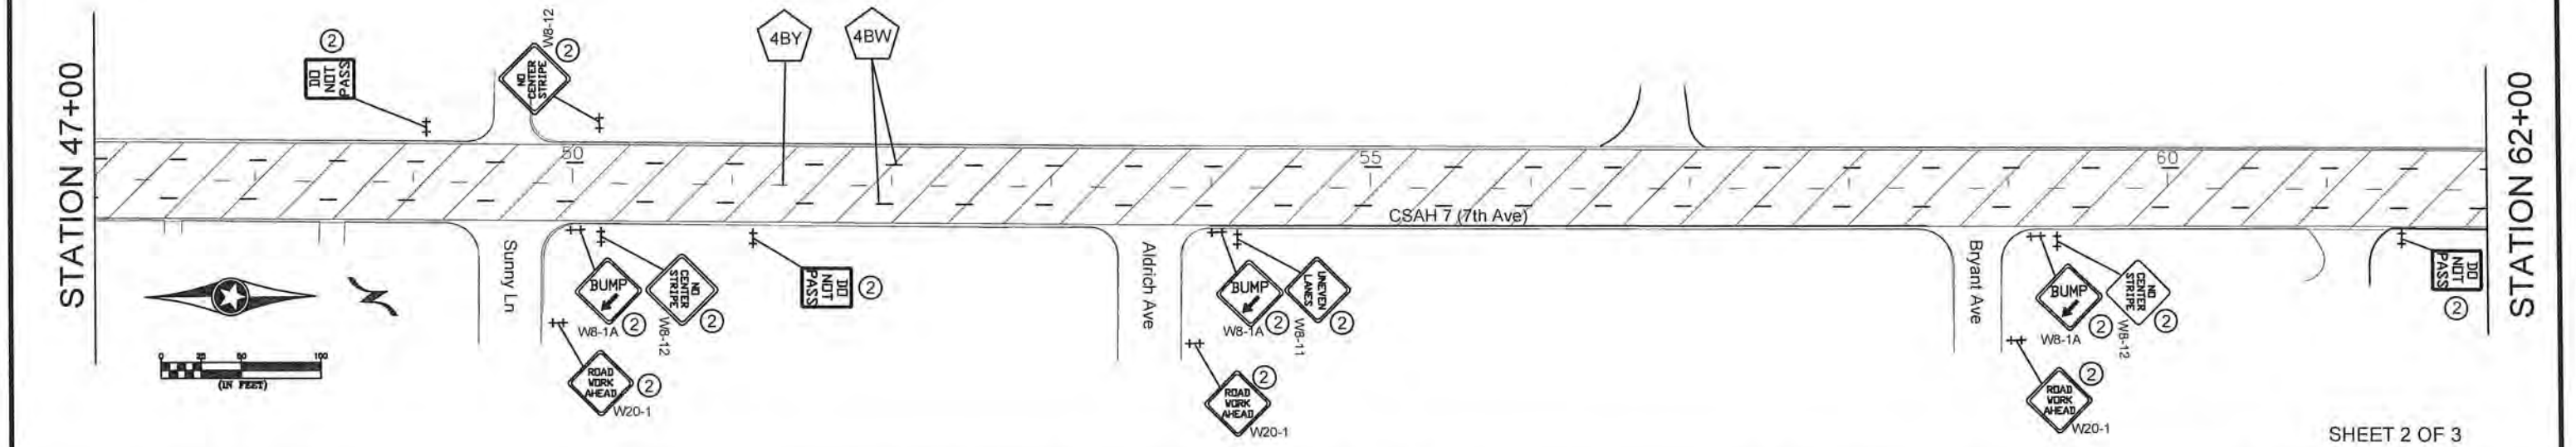 STATION 47+00
②
DO
NOT
PASS
W8-12
②
NO
CENTER
STRIPE
4BY
4BW
50
55
60
CSAH 7 (7th Ave)
STATION 62+00
Sunny Ln
BUMP
②
W8-1A
NO
CENTER
STRIPE
②
W8-12
ROAD
WORK
AHEAD
②
W20-1
DO
NOT
PASS
②
Aldrich Ave
BUMP
②
W8-1A
UNEVEN
LANES
②
W8-11
ROAD
WORK
AHEAD
②
W20-1
Bryant Ave
BUMP
②
W8-1A
NO
CENTER
STRIPE
②
W8-12
ROAD
WORK
AHEAD
②
W20-1
DO
NOT
PASS
②
0 25 50 100
(IN FEET)
SHEET 2 OF 3